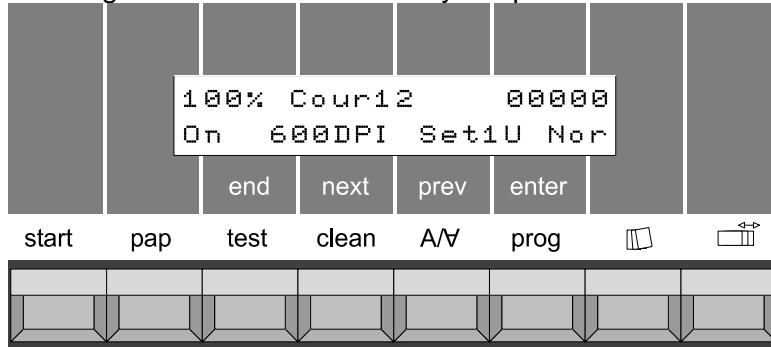 100% Cour12 00000
On 600DPI Set1U Nor
end next prev enter
start pap test clean A/∀ prog